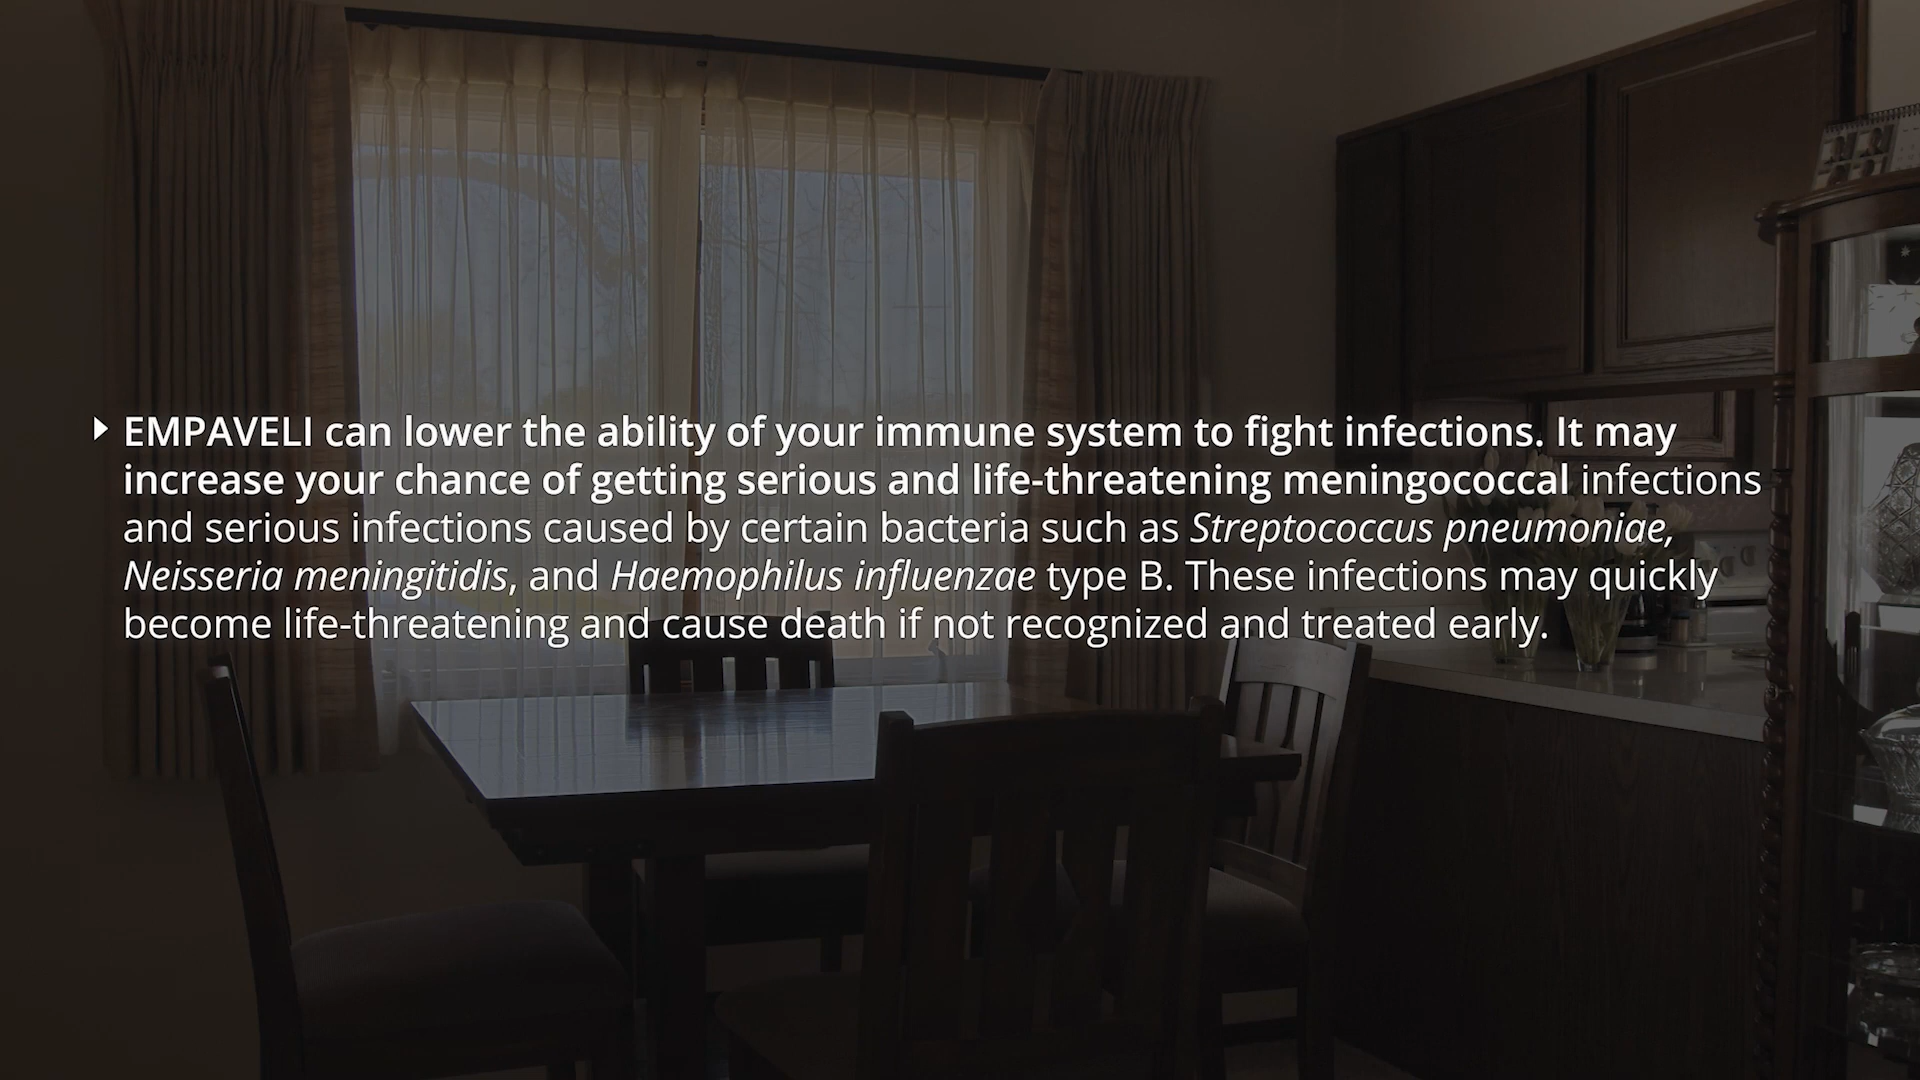 EMPAVELI can lower the ability of your immune system to fight infections. It may
increase your chance of getting serious and life-threatening meningococcal infections
and serious infections caused by certain bacteria such as Streptococcus pneumoniae,
Neisseria meningitidis, and Haemophilus influenzae type B. These infections may quickly
become life-threatening and cause death if not recognized and treated early.